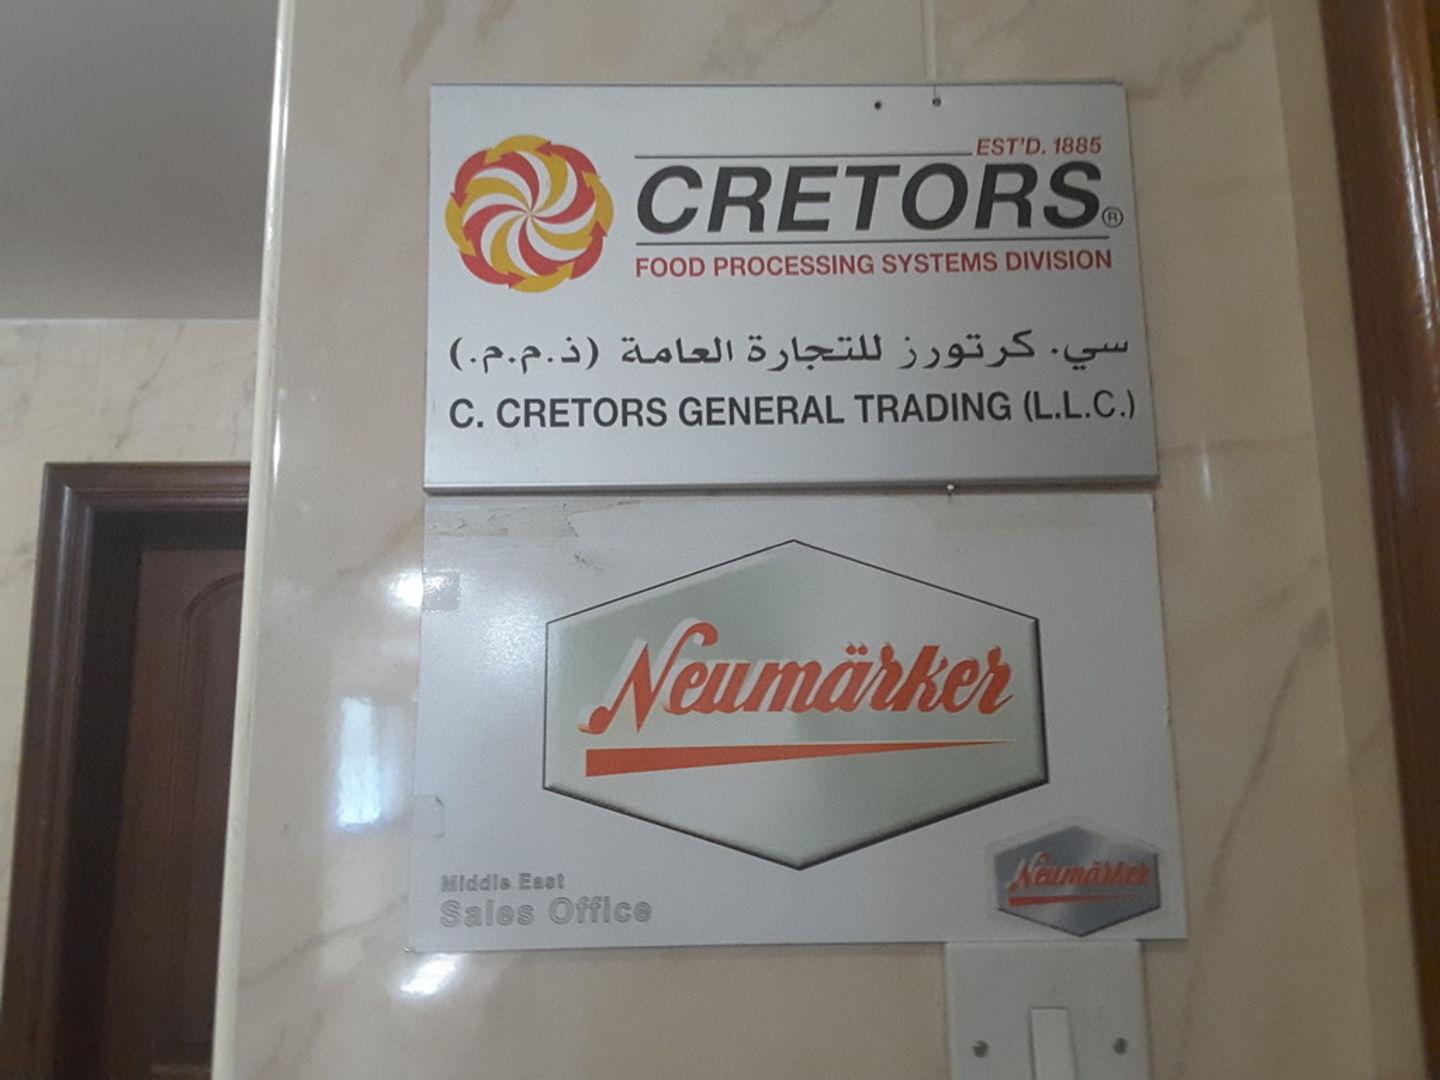 EST'D. 1885
CRETORS®
FOOD PROCESSING SYSTEMS DIVISION
سي. كرتورز للتجارة العامة (ذ.م.م.)
C. CRETORS GENERAL TRADING (L.L.C.)
Neumärker
Middle East
Sales Office
Neumärker